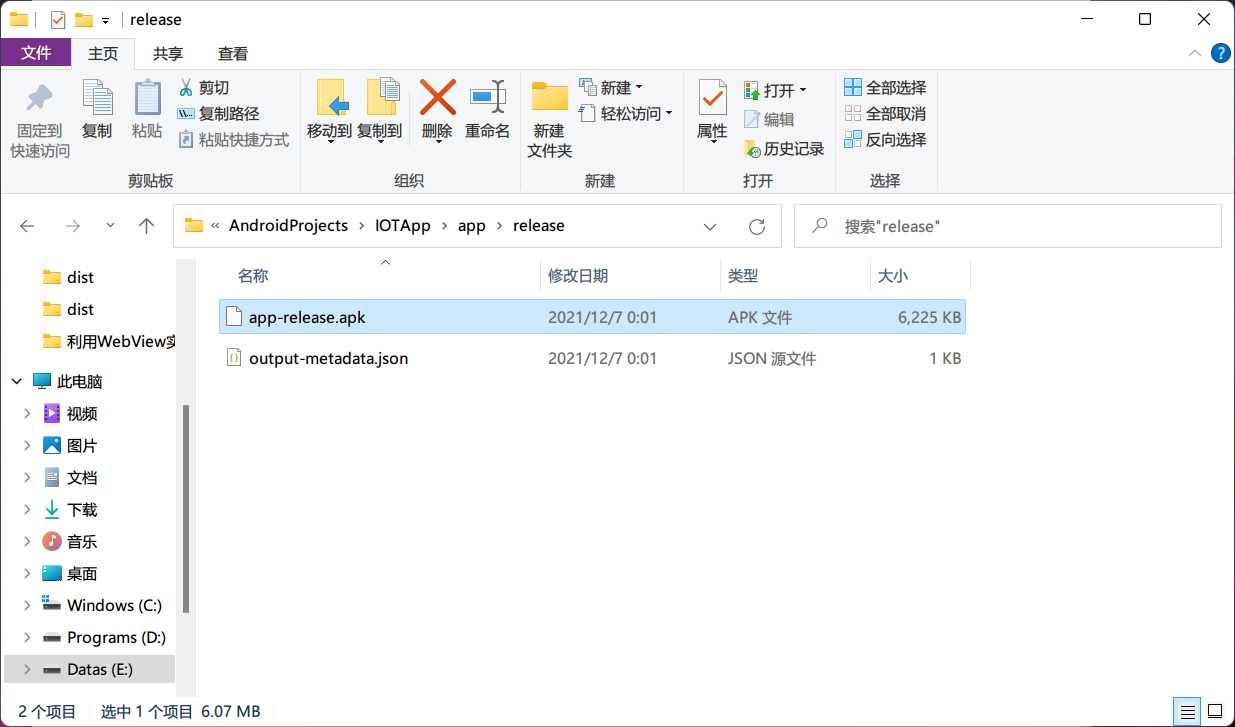 release
文件 主页 共享 查看
固定到
快速访问
复制
粘贴
剪切
复制路径
粘贴快捷方式
剪贴板
移动到 复制到 删除 重命名
组织
新建
文件夹
新建
轻松访问
新建
属性
打开
编辑
历史记录
打开
全部选择
全部取消
反向选择
选择
« AndroidProjects > IOTApp > app > release
搜索"release"
dist
dist
利用WebView实
此电脑
视频
图片
文档
下载
音乐
桌面
Windows (C:)
Programs (D:)
Datas (E:)
名称 修改日期 类型 大小
app-release.apk 2021/12/7 0:01 APK 文件 6,225 KB
output-metadata.json 2021/12/7 0:01 JSON 源文件 1 KB
2 个项目 选中 1 个项目 6.07 MB